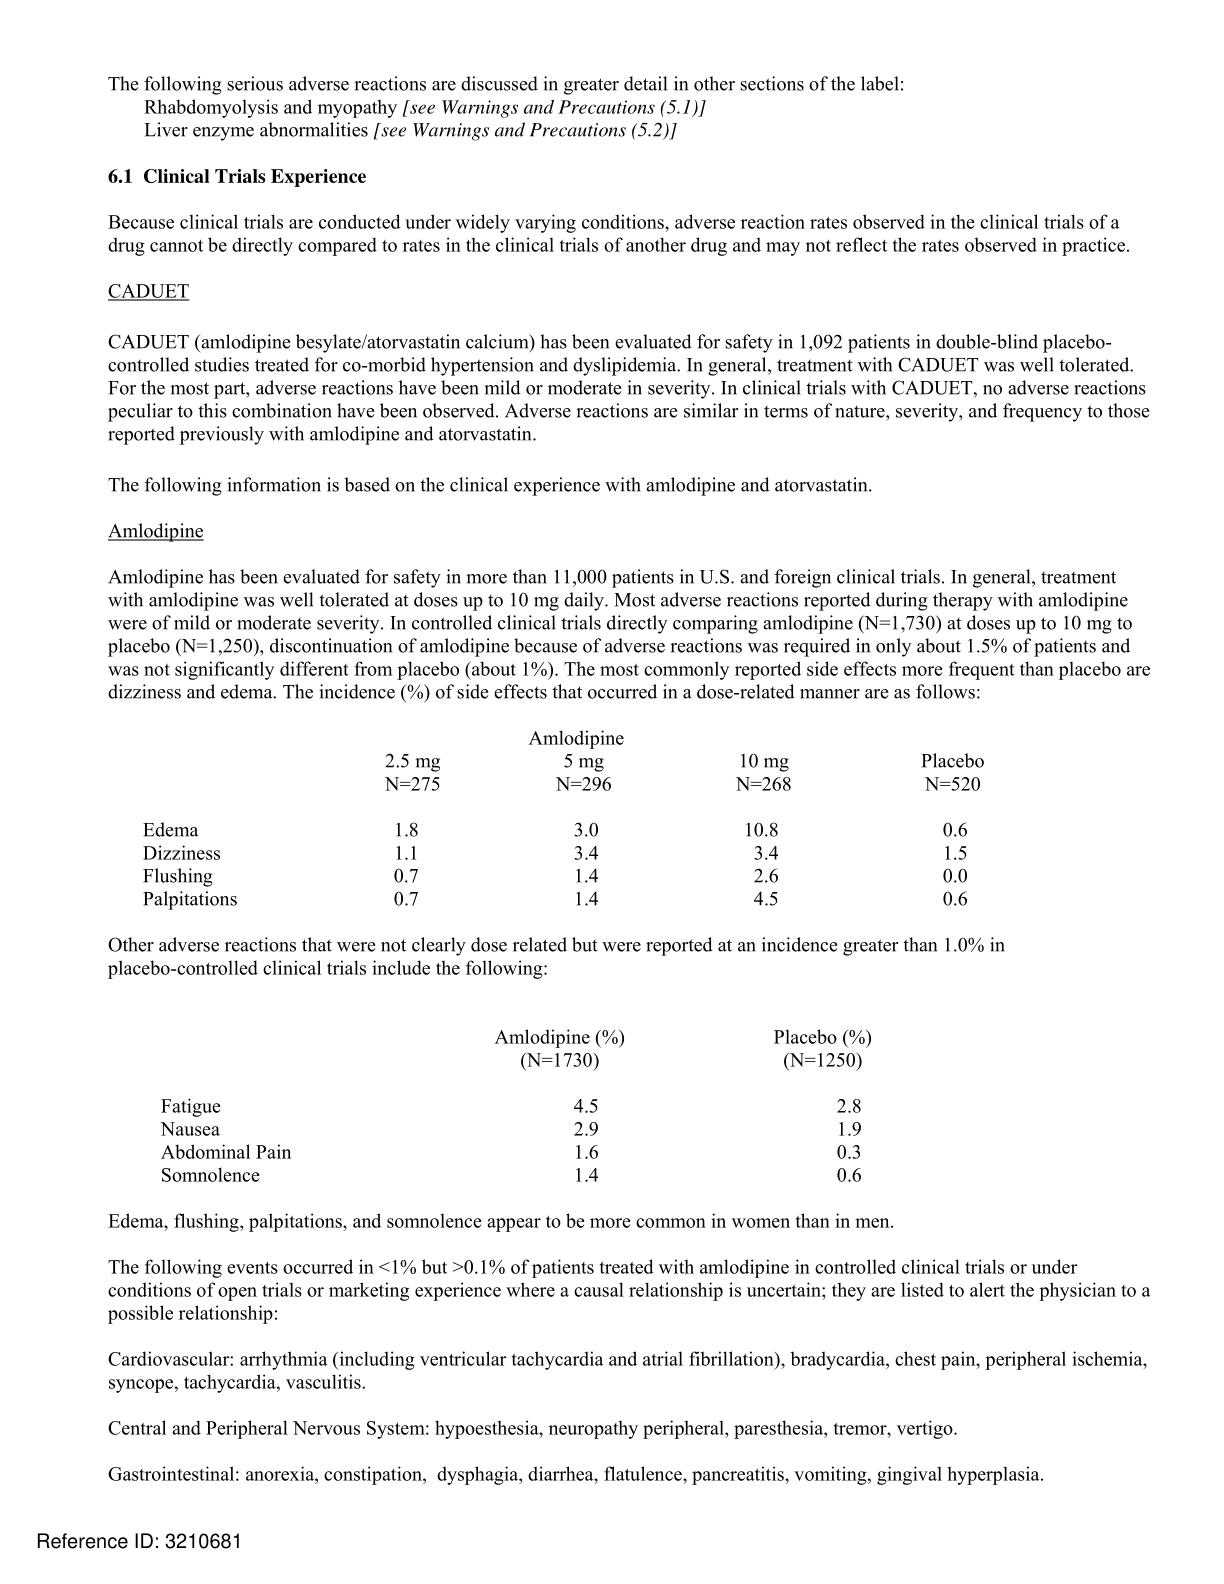 The following serious adverse reactions are discussed in greater detail in other sections of the label:
Rhabdomyolysis and myopathy [see Warnings and Precautions (5.1)]
Liver enzyme abnormalities [see Warnings and Precautions (5.2)]
6.1 Clinical Trials Experience
Because clinical trials are conducted under widely varying conditions, adverse reaction rates observed in the clinical trials of a
drug cannot be directly compared to rates in the clinical trials of another drug and may not reflect the rates observed in practice.
CADUET
CADUET (amlodipine besylate/atorvastatin calcium) has been evaluated for safety in 1,092 patients in double-blind placebo-
controlled studies treated for co-morbid hypertension and dyslipidemia. In general, treatment with CADUET was well tolerated.
For the most part, adverse reactions have been mild or moderate in severity. In clinical trials with CADUET, no adverse reactions
peculiar to this combination have been observed. Adverse reactions are similar in terms of nature, severity, and frequency to those
reported previously with amlodipine and atorvastatin.
The following information is based on the clinical experience with amlodipine and atorvastatin.
Amlodipine
Amlodipine has been evaluated for safety in more than 11,000 patients in U.S. and foreign clinical trials. In general, treatment
with amlodipine was well tolerated at doses up to 10 mg daily. Most adverse reactions reported during therapy with amlodipine
were of mild or moderate severity. In controlled clinical trials directly comparing amlodipine (N=1,730) at doses up to 10 mg to
placebo (N=1,250), discontinuation of amlodipine because of adverse reactions was required in only about 1.5% of patients and
was not significantly different from placebo (about 1%). The most commonly reported side effects more frequent than placebo are
dizziness and edema. The incidence (%) of side effects that occurred in a dose-related manner are as follows:
Amlodipine
2.5 mg 5 mg 10 mg Placebo
N=275 N=296 N=268 N=520
Edema 1.8 3.0 10.8 0.6
Dizziness 1.1 3.4 3.4 1.5
Flushing 0.7 1.4 2.6 0.0
Palpitations 0.7 1.4 4.5 0.6
Other adverse reactions that were not clearly dose related but were reported at an incidence greater than 1.0% in
placebo-controlled clinical trials include the following:
Amlodipine (%) Placebo (%)
(N=1730) (N=1250)
Fatigue 4.5 2.8
Nausea 2.9 1.9
Abdominal Pain 1.6 0.3
Somnolence 1.4 0.6
Edema, flushing, palpitations, and somnolence appear to be more common in women than in men.
The following events occurred in <1% but >0.1% of patients treated with amlodipine in controlled clinical trials or under
conditions of open trials or marketing experience where a causal relationship is uncertain; they are listed to alert the physician to a
possible relationship:
Cardiovascular: arrhythmia (including ventricular tachycardia and atrial fibrillation), bradycardia, chest pain, peripheral ischemia,
syncope, tachycardia, vasculitis.
Central and Peripheral Nervous System: hypoesthesia, neuropathy peripheral, paresthesia, tremor, vertigo.
Gastrointestinal: anorexia, constipation, dysphagia, diarrhea, flatulence, pancreatitis, vomiting, gingival hyperplasia.
Reference ID: 3210681